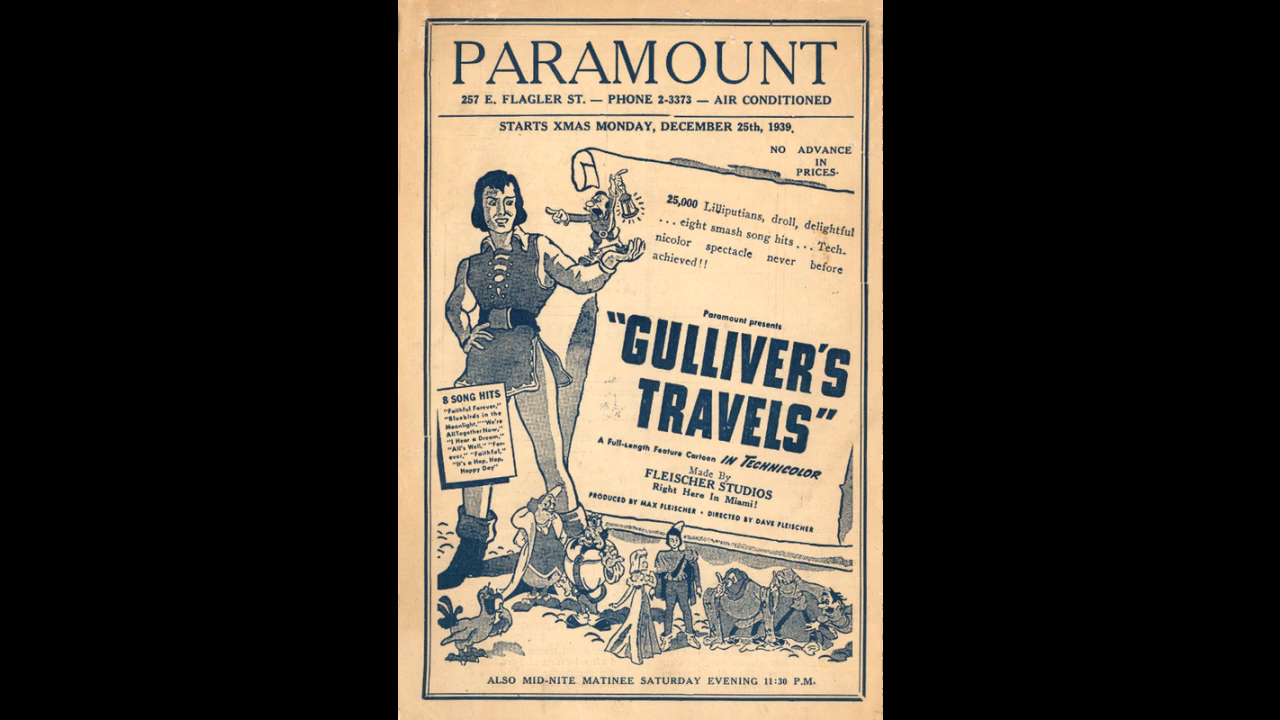 PARAMOUNT
257 E. FLAGLER ST. — PHONE 2-3373 — AIR CONDITIONED
STARTS XMAS MONDAY, DECEMBER 25th, 1939.
NO ADVANCE
IN
PRICES-
25,000 Lilliputians, droll, delightful
... eight smash song hits ... Tech-
nicolor spectacle never before
achieved!!
Paramount presents
"GULLIVER'S
TRAVELS"
A Full-Length Feature Cartoon IN TECHNICOLOR
Made By
FLEISCHER STUDIOS
Right Here In Miami!
PRODUCED BY MAX FLEISCHER • DIRECTED BY DAVE FLEISCHER
8 SONG HITS
"Faithful Forever,"
"Bluebirds in the
Moonlight," "We're
All Together Now,"
"I Hear a Dream,"
"All's Well," "For-
ever," "Faithful,"
"It's a Hap, Hap,
Happy Day"
ALSO MID-NITE MATINEE SATURDAY EVENING 11:30 P.M.